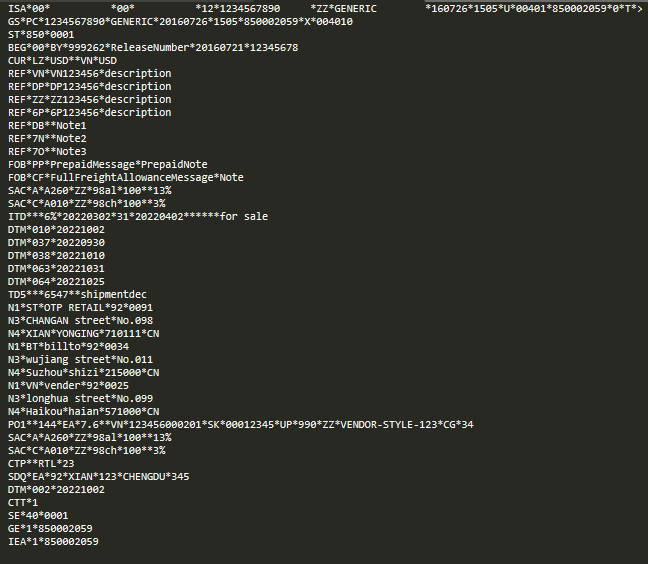 ISA*00*          *00*          *12*1234567890     *ZZ*GENERIC        *160726*1505*U*00401*850002059*0*T*>
GS*PC*1234567890*GENERIC*20160726*1505*850002059*X*004010
ST*850*0001
BEG*00*BY*999262*ReleaseNumber*20160721*12345678
CUR*LZ*USD**VN*USD
REF*VN*VN123456*description
REF*DP*DP123456*description
REF*ZZ*ZZ123456*description
REF*6P*6P123456*description
REF*DB**Note1
REF*7N**Note2
REF*7O**Note3
FOB*PP*PrepaidMessage*PrepaidNote
FOB*CF*FullFreightAllowanceMessage*Note
SAC*A*A260*ZZ*98al*100**13%
SAC*C*A010*ZZ*98ch*100**3%
ITD***6%*20220302*31*20220402******for sale
DTM*010*20221002
DTM*037*20220930
DTM*038*20221010
DTM*063*20221031
DTM*064*20221025
TD5***6547**shipmentdec
N1*ST*OTP RETAIL*92*0091
N3*CHANGAN street*No.098
N4*XIAN*YONGING*710111*CN
N1*BT*billto*92*0034
N3*wujiang street*No.011
N4*Suzhou*shizi*215000*CN
N1*VN*vender*92*0025
N3*longhua street*No.099
N4*Haikou*haian*571000*CN
PO1**144*EA*7.6**VN*123456000201*SK*00012345*UP*990*ZZ*VENDOR-STYLE-123*CG*34
SAC*A*A260*ZZ*98al*100**13%
SAC*C*A010*ZZ*98ch*100**3%
CTP**RTL*23
SDQ*EA*92*XIAN*123*CHENGDU*345
DTM*002*20221002
CTT*1
SE*40*0001
GE*1*850002059
IEA*1*850002059